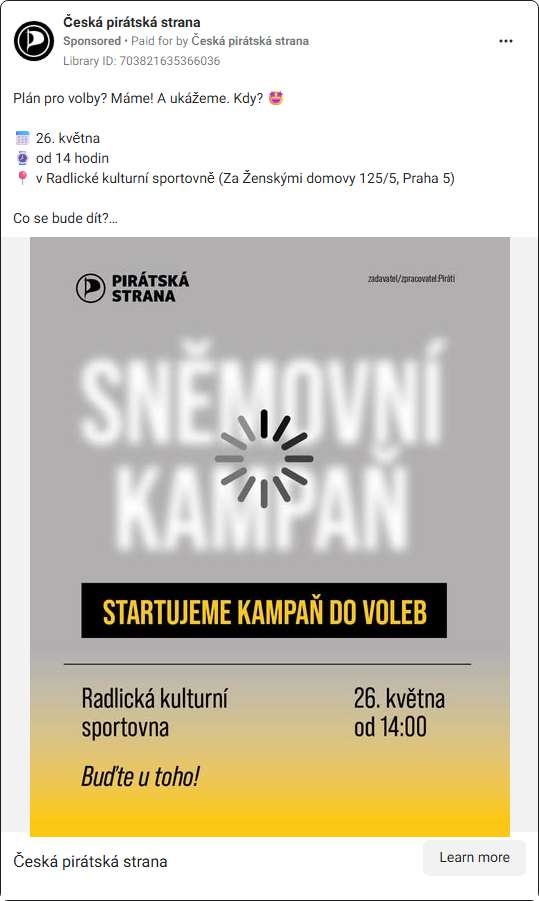 Česká pirátská strana
Sponsored • Paid for by Česká pirátská strana
Library ID: 703821635366036
Plán pro volby? Máme! A ukážeme. Kdy? 🤩
📅 26. května
⌚ od 14 hodin
📍 v Radlické kulturní sportovně (Za Ženskými domovy 125/5, Praha 5)
Co se bude dít?…
PIRÁTSKÁ
STRANA
zadavatel/zpracovatel:Piráti
SNĚMOVNÍ
KAMPAŇ
STARTUJEME KAMPAŇ DO VOLEB
Radlická kulturní
sportovna
26. května
od 14:00
Buďte u toho!
Česká pirátská strana
Learn more